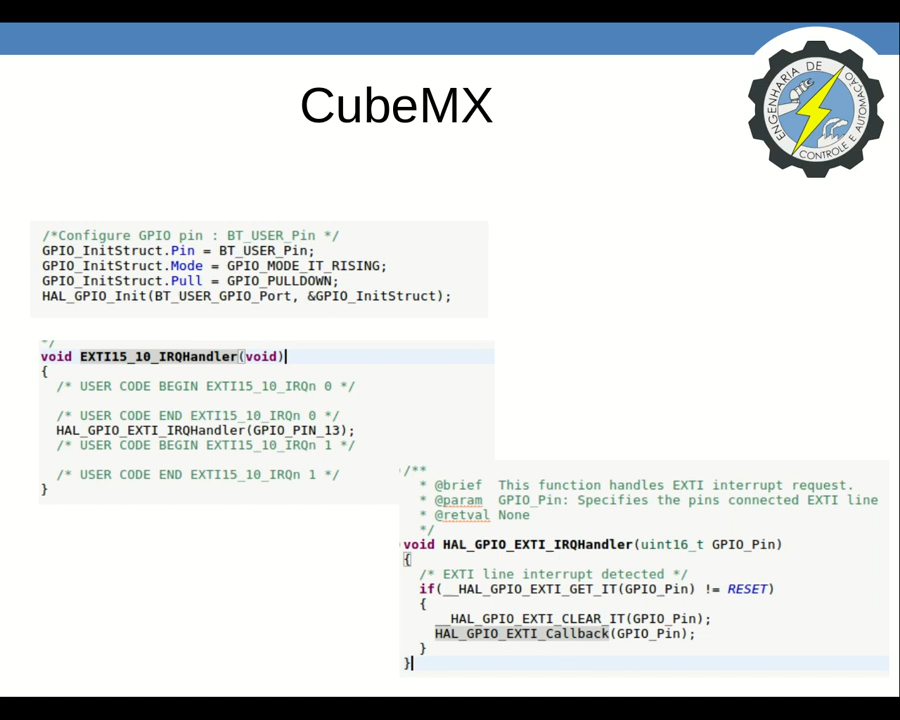 CubeMX
ENGENHARIA DE
CONTROLE E AUTOMAÇÃO
/*Configure GPIO pin : BT_USER_Pin */
GPIO_InitStruct.Pin = BT_USER_Pin;
GPIO_InitStruct.Mode = GPIO_MODE_IT_RISING;
GPIO_InitStruct.Pull = GPIO_PULLDOWN;
HAL_GPIO_Init(BT_USER_GPIO_Port, &GPIO_InitStruct);
*/
void EXTI15_10_IRQHandler(void)
{
/* USER CODE BEGIN EXTI15_10_IRQn 0 */
/* USER CODE END EXTI15_10_IRQn 0 */
HAL_GPIO_EXTI_IRQHandler(GPIO_PIN_13);
/* USER CODE BEGIN EXTI15_10_IRQn 1 */
/* USER CODE END EXTI15_10_IRQn 1 */
}
/**
* @brief  This function handles EXTI interrupt request.
* @param  GPIO_Pin: Specifies the pins connected EXTI line
* @retval None
*/
void HAL_GPIO_EXTI_IRQHandler(uint16_t GPIO_Pin)
{
/* EXTI line interrupt detected */
if(__HAL_GPIO_EXTI_GET_IT(GPIO_Pin) != RESET)
{
__HAL_GPIO_EXTI_CLEAR_IT(GPIO_Pin);
HAL_GPIO_EXTI_Callback(GPIO_Pin);
}
}